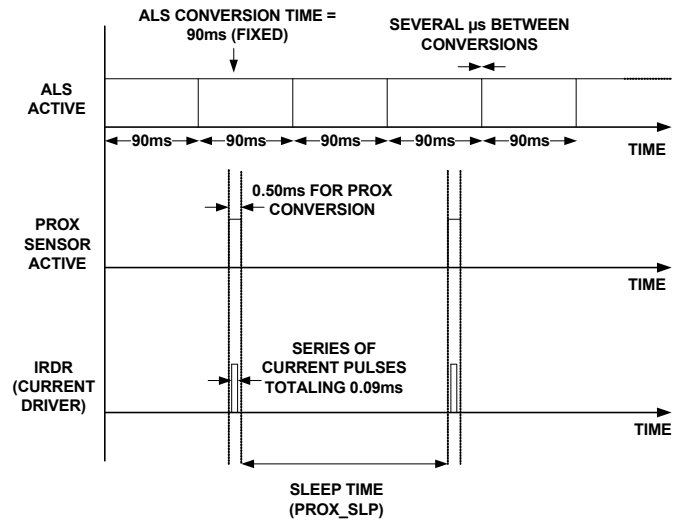 ALS CONVERSION TIME =
90ms (FIXED)
SEVERAL µs BETWEEN
CONVERSIONS
ALS
ACTIVE
90ms 90ms 90ms 90ms 90ms
TIME
0.50ms FOR PROX
CONVERSION
PROX
SENSOR
ACTIVE
TIME
SERIES OF
CURRENT PULSES
TOTALING 0.09ms
IRDR
(CURRENT
DRIVER)
TIME
SLEEP TIME
(PROX_SLP)